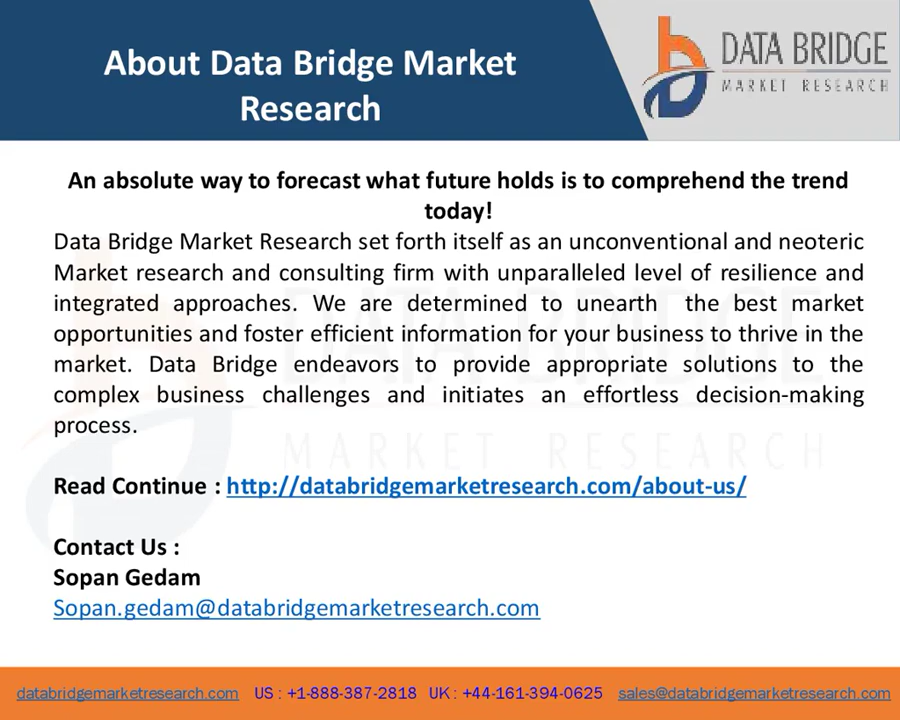 About Data Bridge Market
Research
DATA BRIDGE
MARKET RESEARCH
An absolute way to forecast what future holds is to comprehend the trend
today!
Data Bridge Market Research set forth itself as an unconventional and neoteric
Market research and consulting firm with unparalleled level of resilience and
integrated approaches. We are determined to unearth the best market
opportunities and foster efficient information for your business to thrive in the
market. Data Bridge endeavors to provide appropriate solutions to the
complex business challenges and initiates an effortless decision-making
process.
DATA BRIDGE
MARKET RESEARCH
Read Continue : http://databridgemarketresearch.com/about-us/
Contact Us :
Sopan Gedam
Sopan.gedam@databridgemarketresearch.com
databridgemarketresearch.com US : +1-888-387-2818 UK : +44-161-394-0625 sales@databridgemarketresearch.com